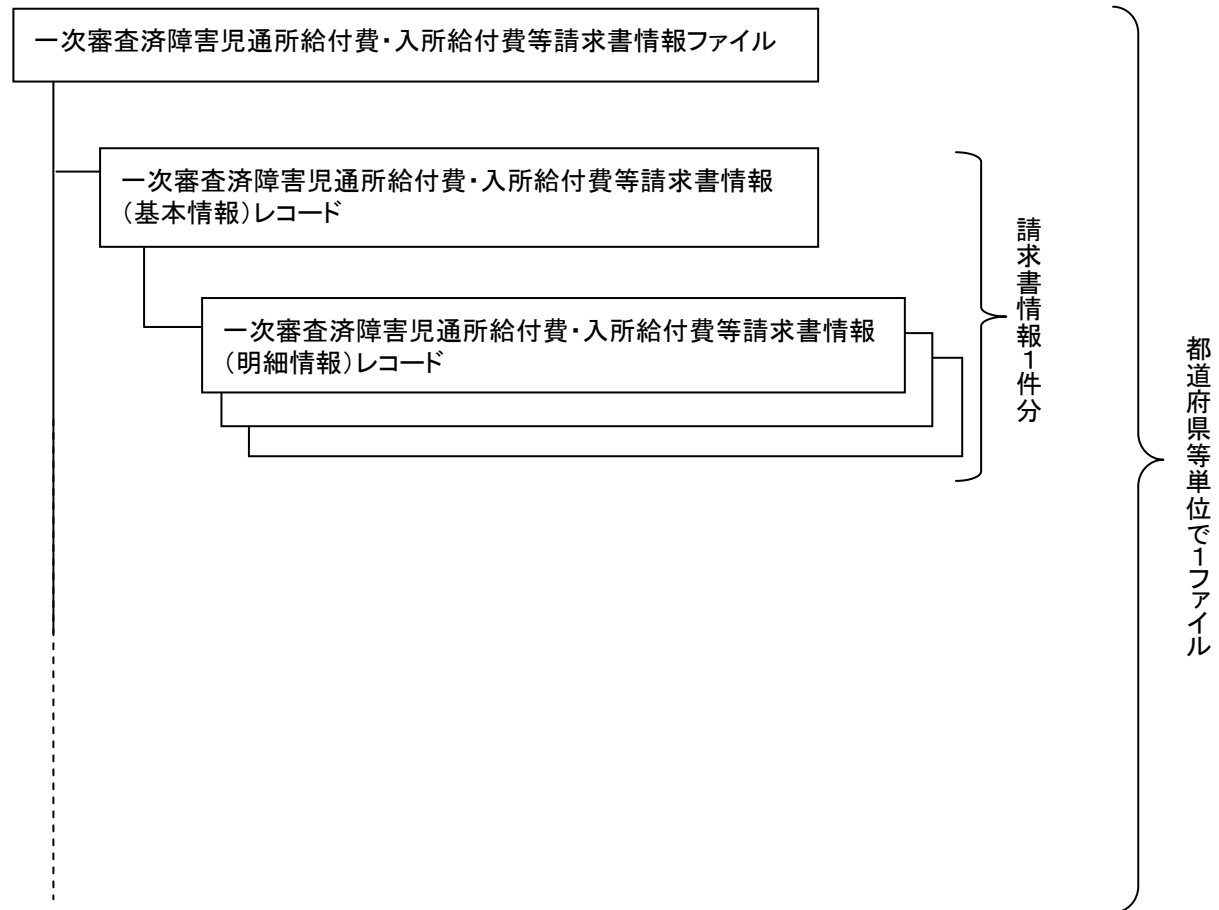 一次審査済障害児通所給付費・入所給付費等請求書情報ファイル
一次審査済障害児通所給付費・入所給付費等請求書情報
（基本情報）レコード
一次審査済障害児通所給付費・入所給付費等請求書情報
（明細情報）レコード
請求書情報１件分
都道府県等単位で１ファイル